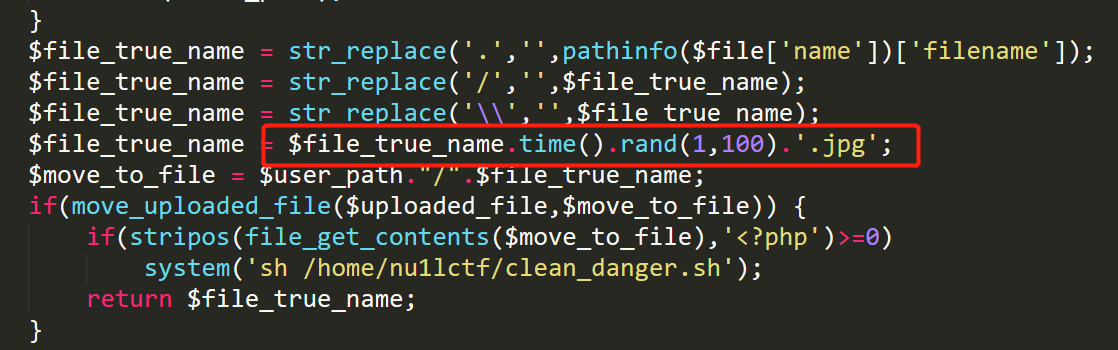 }
$file_true_name = str_replace('.','',pathinfo($file['name'])['filename']);
$file_true_name = str_replace('/','',$file_true_name);
$file_true_name = str_replace('\\','',$file_true_name);
$file_true_name = $file_true_name.time().rand(1,100).'.jpg';
$move_to_file = $user_path."/".$file_true_name;
if(move_uploaded_file($uploaded_file,$move_to_file)) {
if(stripos(file_get_contents($move_to_file),'<?php')>=0)
system('sh /home/nu1lctf/clean_danger.sh');
return $file_true_name;
}